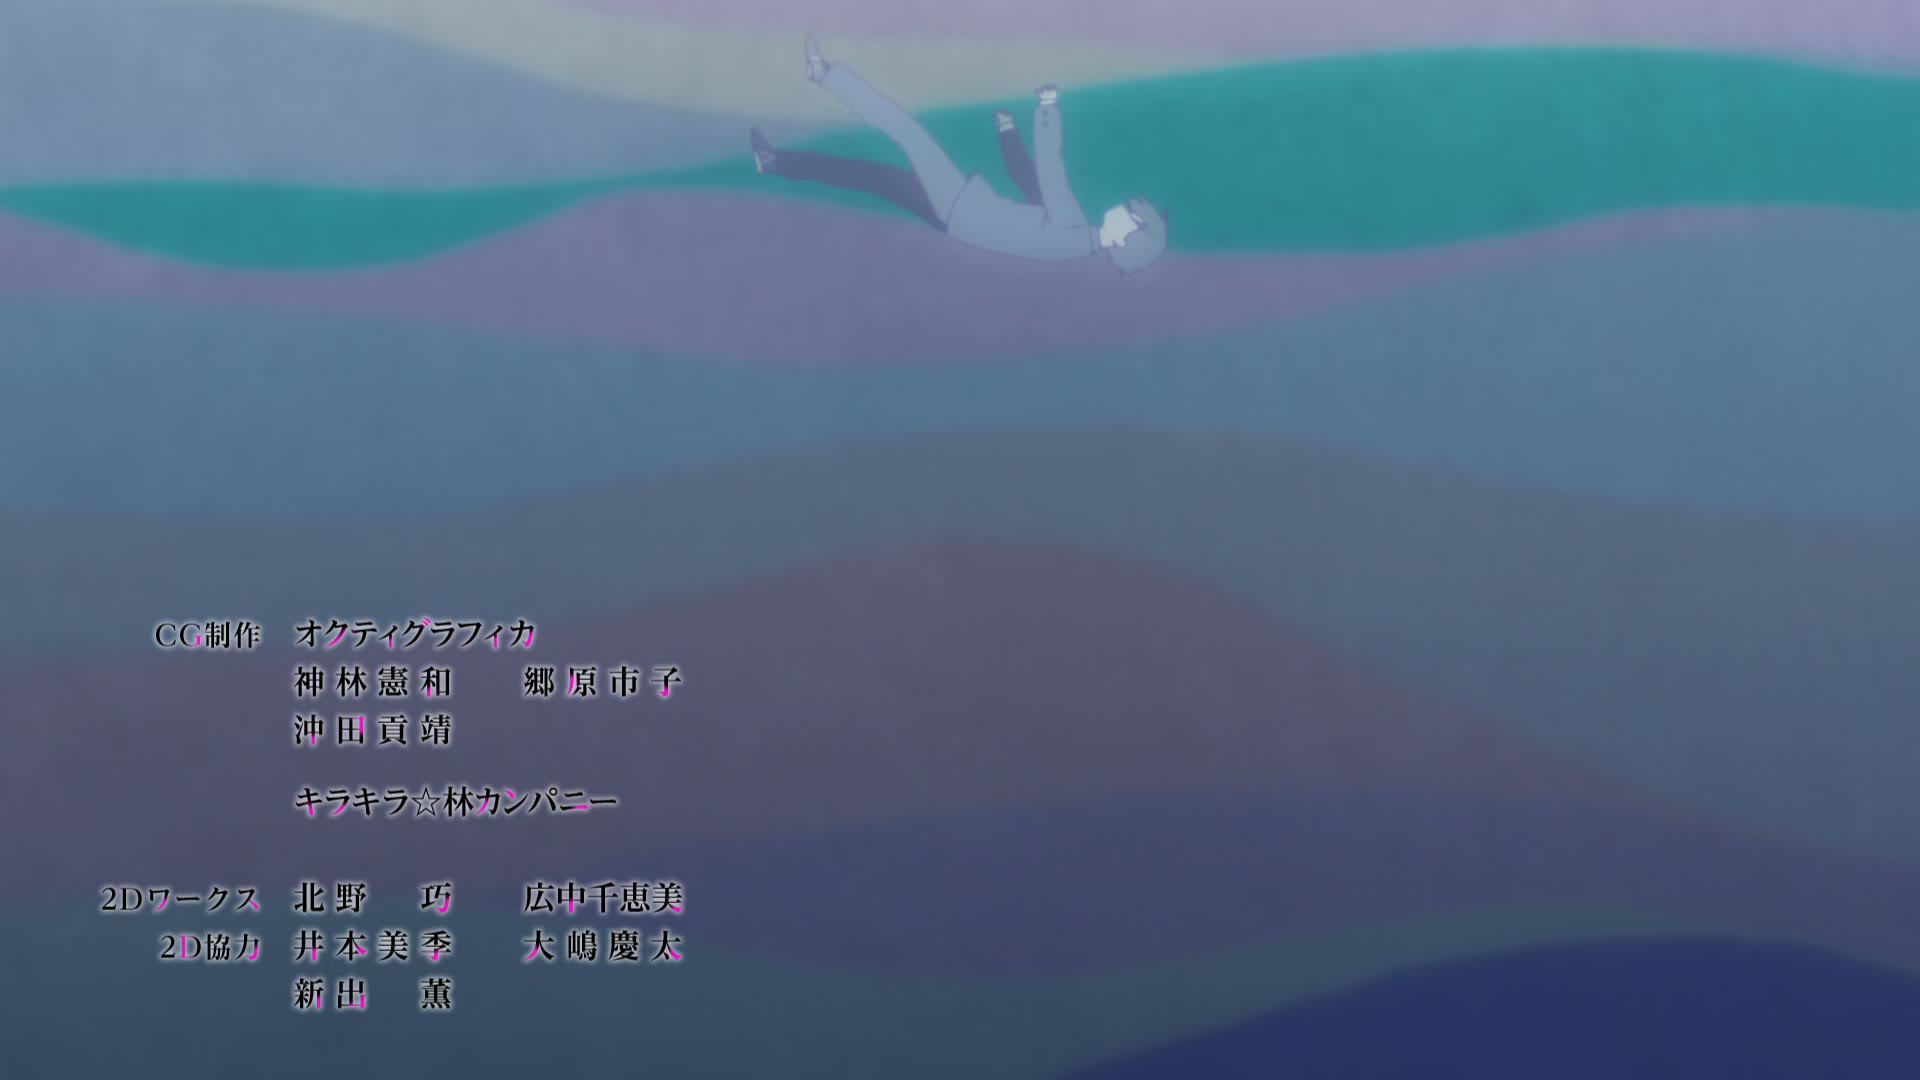 CG制作 オクティグラフィカ
神林憲和 郷原市子
沖田貢靖
キラキラ☆林カンパニー
2Dワークス 北野 巧 広中千恵美
2D協力 井本美季 大嶋慶太
新出 薫